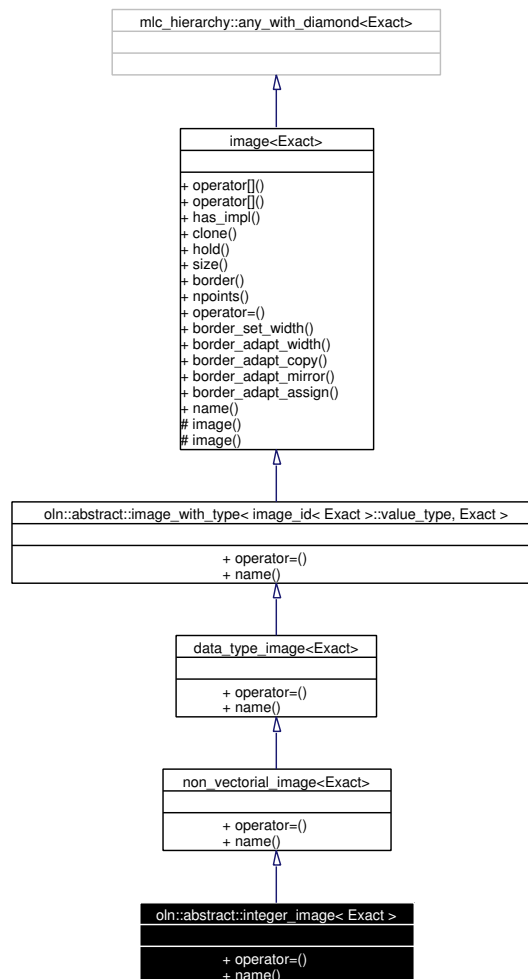 mlc_hierarchy::any_with_diamond<Exact>
image<Exact>
+ operator[]()
+ operator[]()
+ has_impl()
+ clone()
+ hold()
+ size()
+ border()
+ npoints()
+ operator=()
+ border_set_width()
+ border_adapt_width()
+ border_adapt_copy()
+ border_adapt_mirror()
+ border_adapt_assign()
+ name()
# image()
# image()
oln::abstract::image_with_type< image_id< Exact >::value_type, Exact >
+ operator=()
+ name()
data_type_image<Exact>
+ operator=()
+ name()
non_vectorial_image<Exact>
+ operator=()
+ name()
oln::abstract::integer_image< Exact >
+ operator=()
+ name()